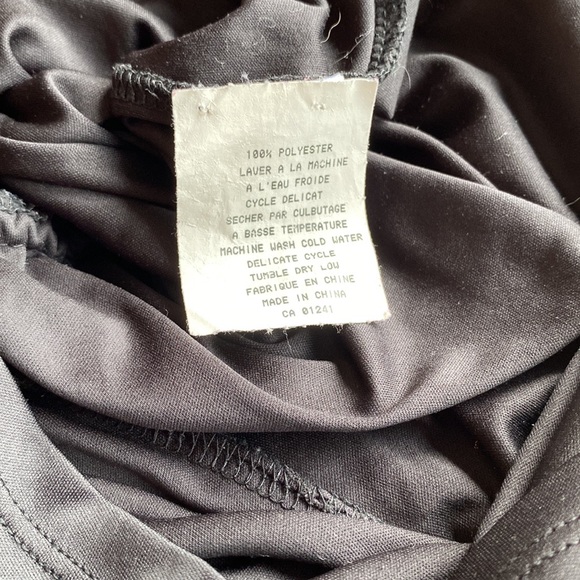 100% POLYESTER
LAVER A LA MACHINE
A L'EAU FROIDE
CYCLE DELICAT
SECHER PAR CULBUTAGE
A BASSE TEMPERATURE
MACHINE WASH COLD WATER
DELICATE CYCLE
TUMBLE DRY LOW
FABRIQUE EN CHINE
MADE IN CHINA
CA 01241